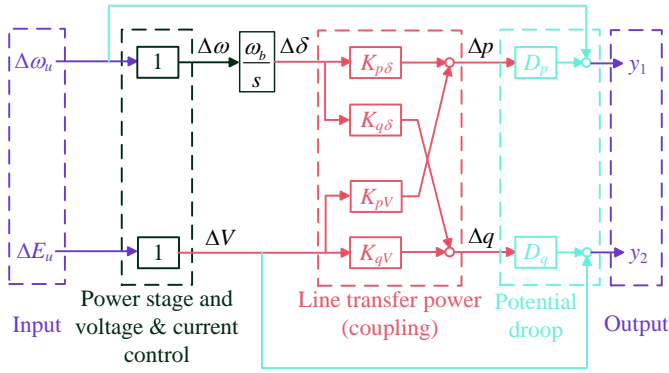 Δω_u
1
Δω
ω_b
s
Δδ
K_pδ
Δp
D_p
y_1
K_qδ
K_pV
ΔE_u
1
ΔV
K_qV
Δq
D_q
y_2
Input
Power stage and
voltage & current
control
Line transfer power
(coupling)
Potential
droop
Output